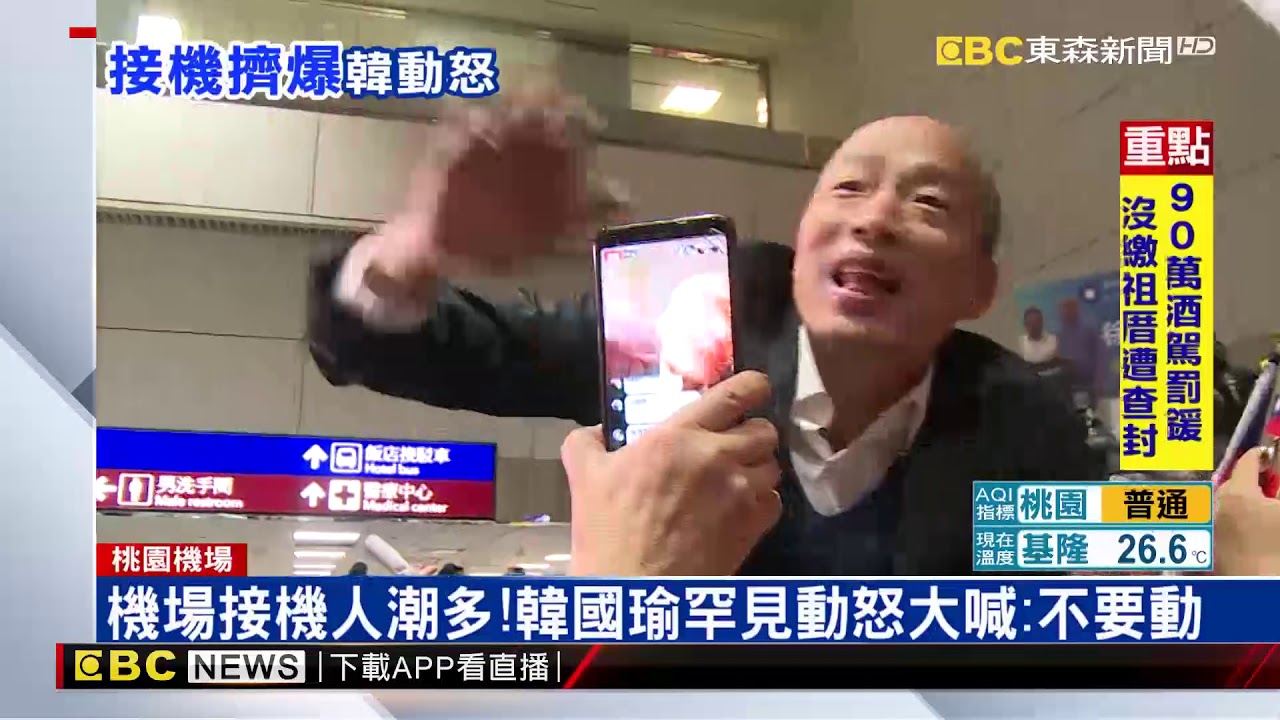 接機擠爆韓動怒
EBC東森新聞HD
重點
90萬酒駕罰鍰
沒繳祖厝遭查封
飯店接駁車
Hotel bus
男洗手間
Male restroom
醫療中心
Medical center
AQI指標 桃園 普通
現在溫度 基隆 26.6℃
桃園機場
機場接機人潮多!韓國瑜罕見動怒大喊:不要動
EBC NEWS 下載APP看直播